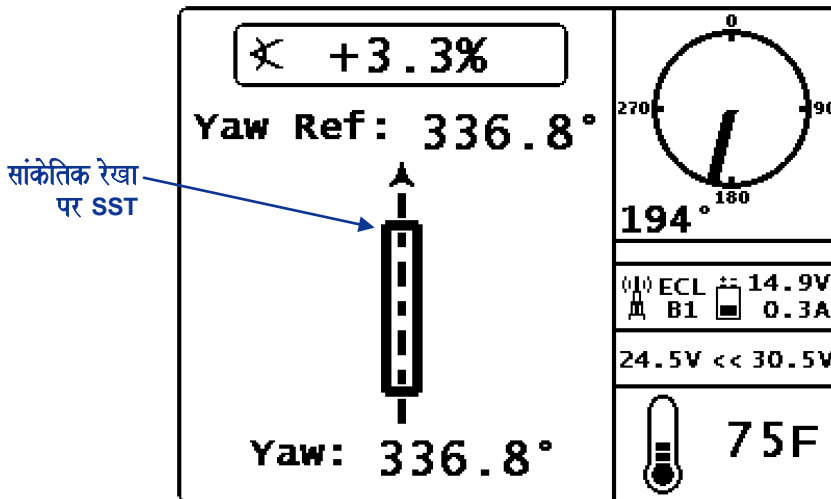 +3.3%
Yaw Ref: 336.8°
सांकेतिक रेखा
पर SST
Yaw: 336.8°
0
270
90
180
194°
ECL 14.9V
B1 0.3A
24.5V << 30.5V
75F